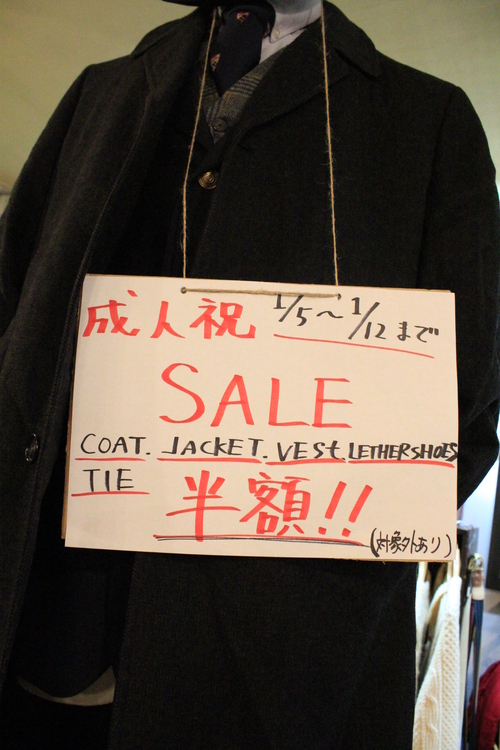 成人祝 1/5～1/12まで
SALE
COAT. JACKET. VESt LETHERSHOES
TIE 半額!!
(対象外あり)